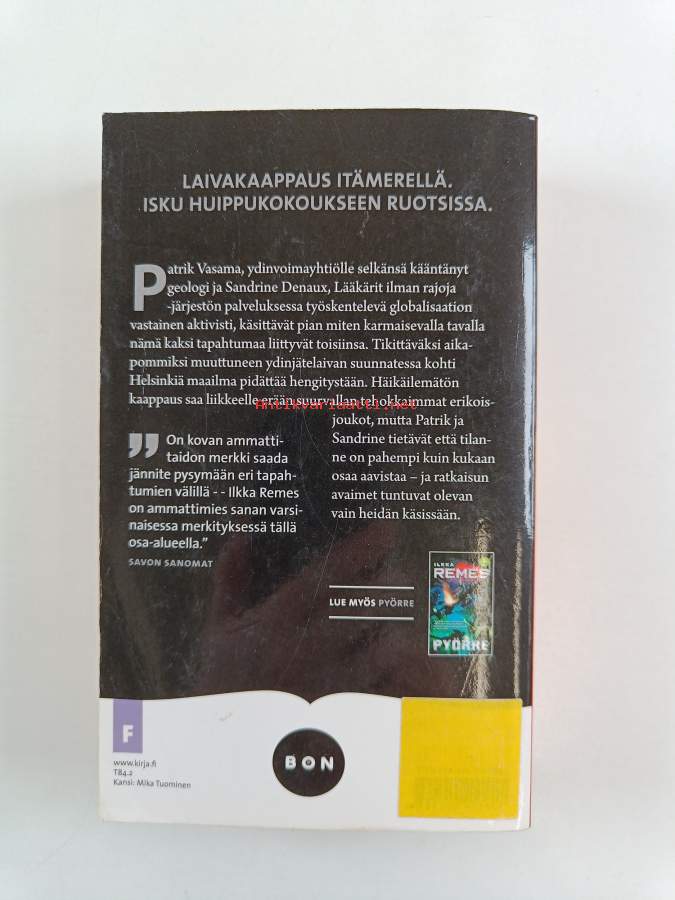 LAIVAKAAPPAUS ITÄMERELLÄ.
ISKU HUIPPUKOKOUKSEEN RUOTSISSA.
Patrik Vasama, ydinvoimayhtiölle selkänsä kääntänyt
geologi ja Sandrine Denaux, Lääkärit ilman rajoja
-järjestön palveluksessa työskentelevä globalisaation
vastainen aktivisti, käsittävät pian miten karmaisevalla tavalla
nämä kaksi tapahtumaa liittyvät toisiinsa. Tikittäväksi aika-
pommiksi muuttuneen ydinjätelaivan suunnatessa kohti
Helsinkiä maailma pidättää hengitystään. Häikäilemätön
kaappaus saa liikkeelle erään suurvallan tehokkaimmat erikois-
joukot, mutta Patrik ja
Sandrine tietävät että tilan-
ne on pahempi kuin kukaan
osaa aavistaa – ja ratkaisun
avaimet tuntuvat olevan
vain heidän käsissään.
Antikvariaatti.net
" On kovan ammatti-
taidon merkki saada
jännite pysymään eri tapah-
tumien välillä - - Ilkka Remes
on ammattimies sanan varsi-
naisessa merkityksessä tällä
osa-alueella."
SAVON SANOMAT
LUE MYÖS PYÖRRE
ILKKA
REMES
PYÖRRE
F
www.kirja.fi
T84.2
Kansi: Mika Tuominen
BON